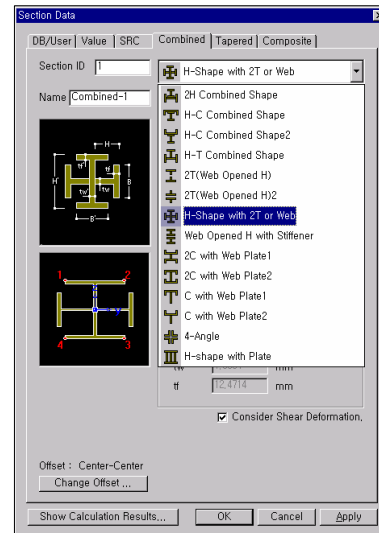 Section Data
DB/User Value SRC Combined Tapered Composite
Section ID 1
H-Shape with 2T or Web
Name Combined-1
2H Combined Shape
H-C Combined Shape
H-C Combined Shape2
H-T Combined Shape
2T(Web Opened H)
2T(Web Opened H)2
H-Shape with 2T or Web
Web Opened H with Stiffener
2C with Web Plate1
2C with Web Plate2
C with Web Plate1
C with Web Plate2
4-Angle
H-shape with Plate
H
tf
tf'
H'
B
tw'
tw
B'
1 2
z
y
4 3
tw mm
tf 12,4714 mm
Consider Shear Deformation,
Offset : Center-Center
Change Offset ...
Show Calculation Results... OK Cancel Apply